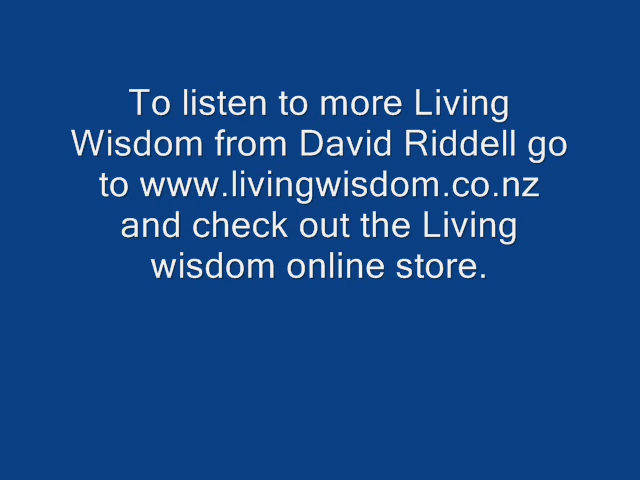 To listen to more Living
Wisdom from David Riddell go
to www.livingwisdom.co.nz
and check out the Living
wisdom online store.